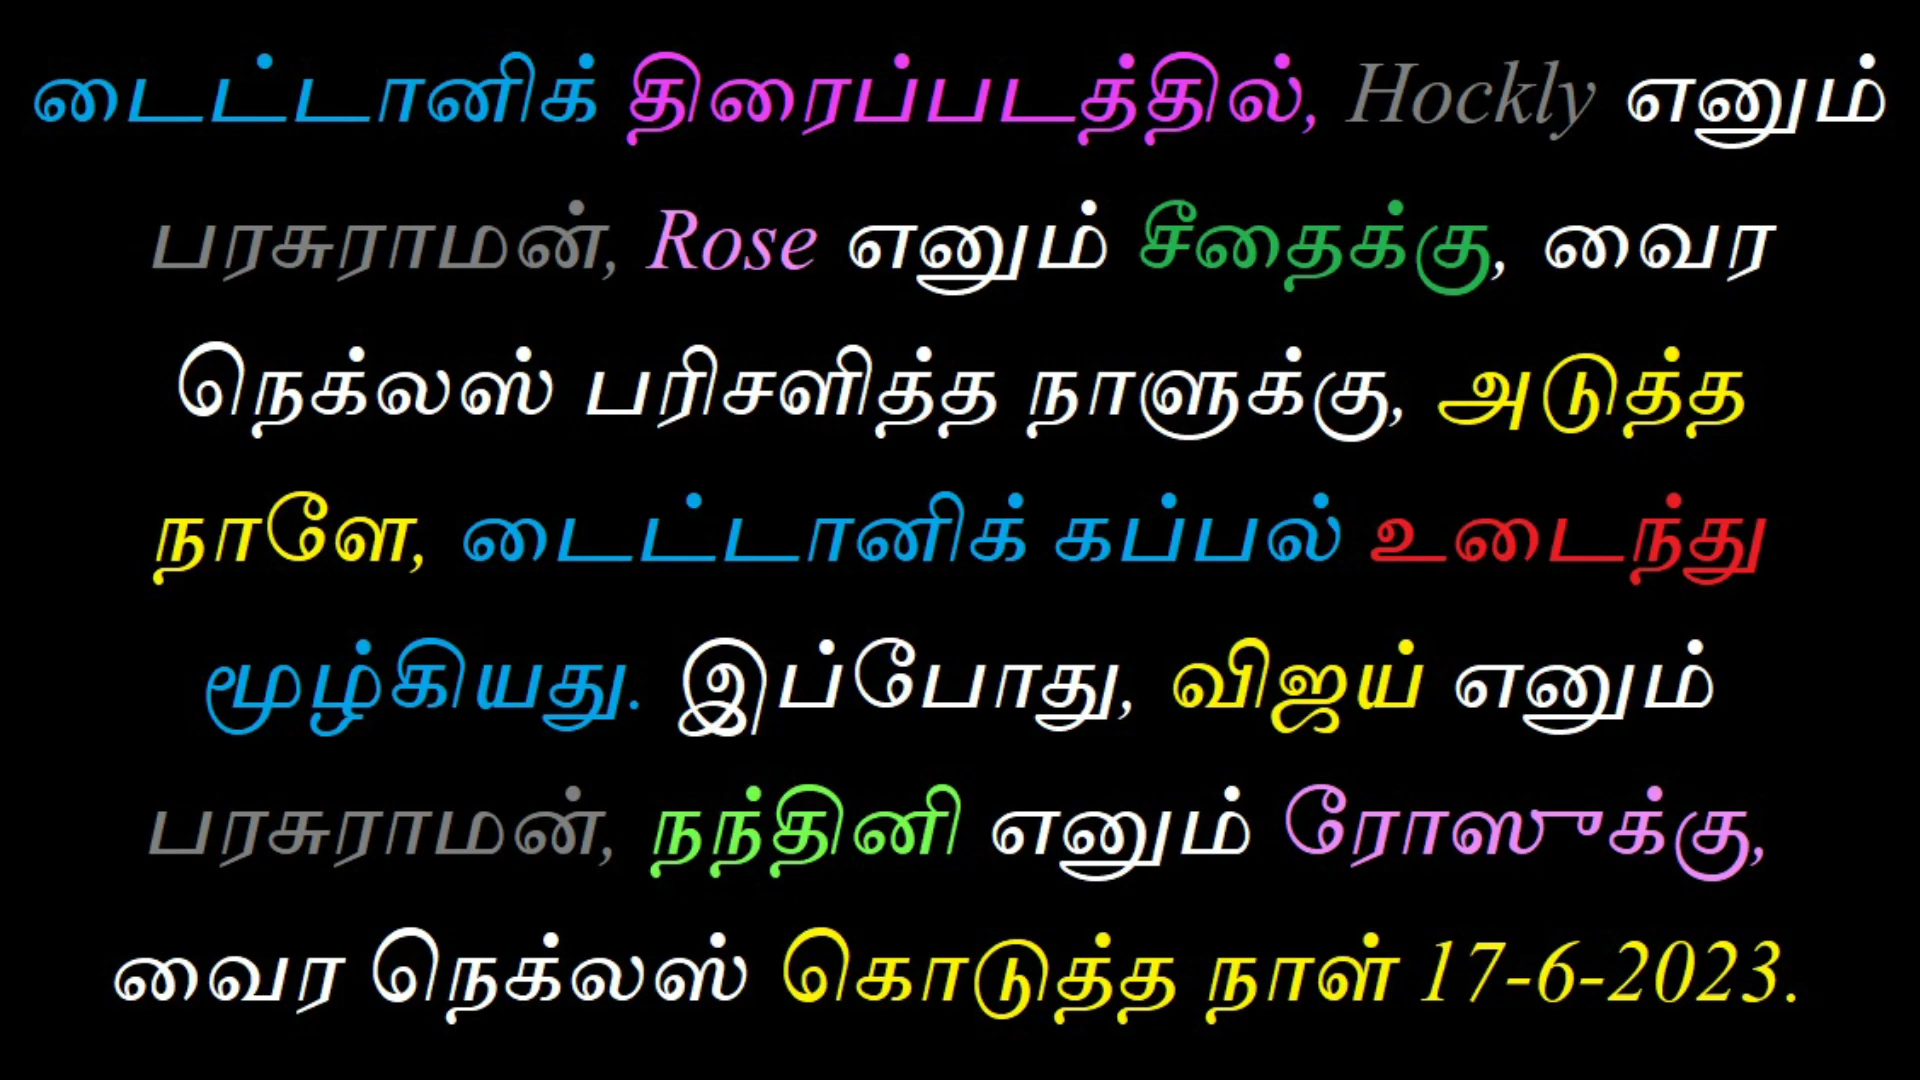 டைட்டானிக் திரைப்படத்தில், Hockly எனும்
பரசுராமன், Rose எனும் சீதைக்கு, வைர
நெக்லஸ் பரிசளித்த நாளுக்கு, அடுத்த
நாளே, டைட்டானிக் கப்பல் உடைந்து
மூழ்கியது. இப்போது, விஜய் எனும்
பரசுராமன், நந்தினி எனும் ரோஸுக்கு,
வைர நெக்லஸ் கொடுத்த நாள் 17-6-2023.